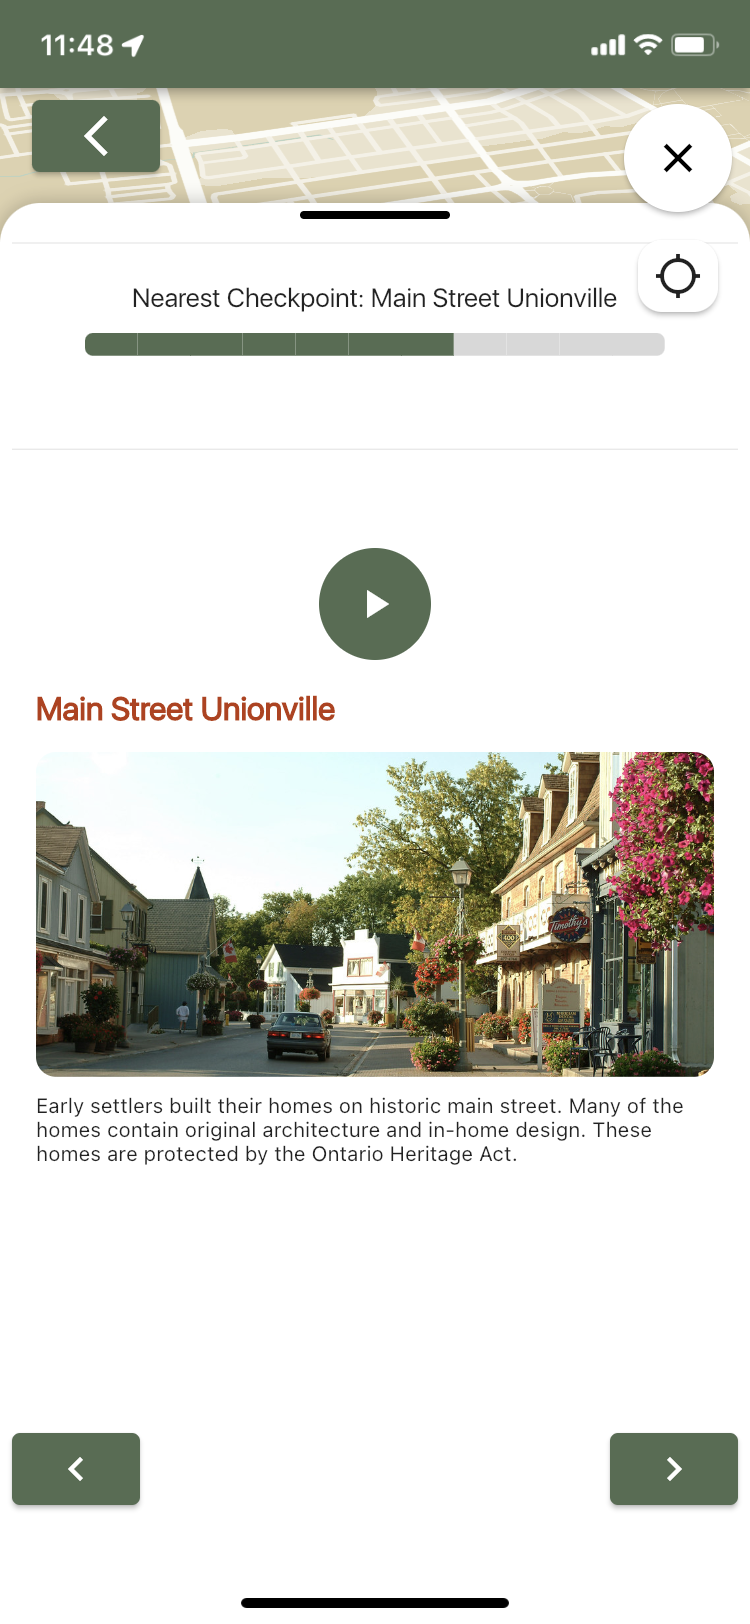 11:48
Nearest Checkpoint: Main Street Unionville
Main Street Unionville
Timothy's
400
Early settlers built their homes on historic main street. Many of the
homes contain original architecture and in-home design. These
homes are protected by the Ontario Heritage Act.